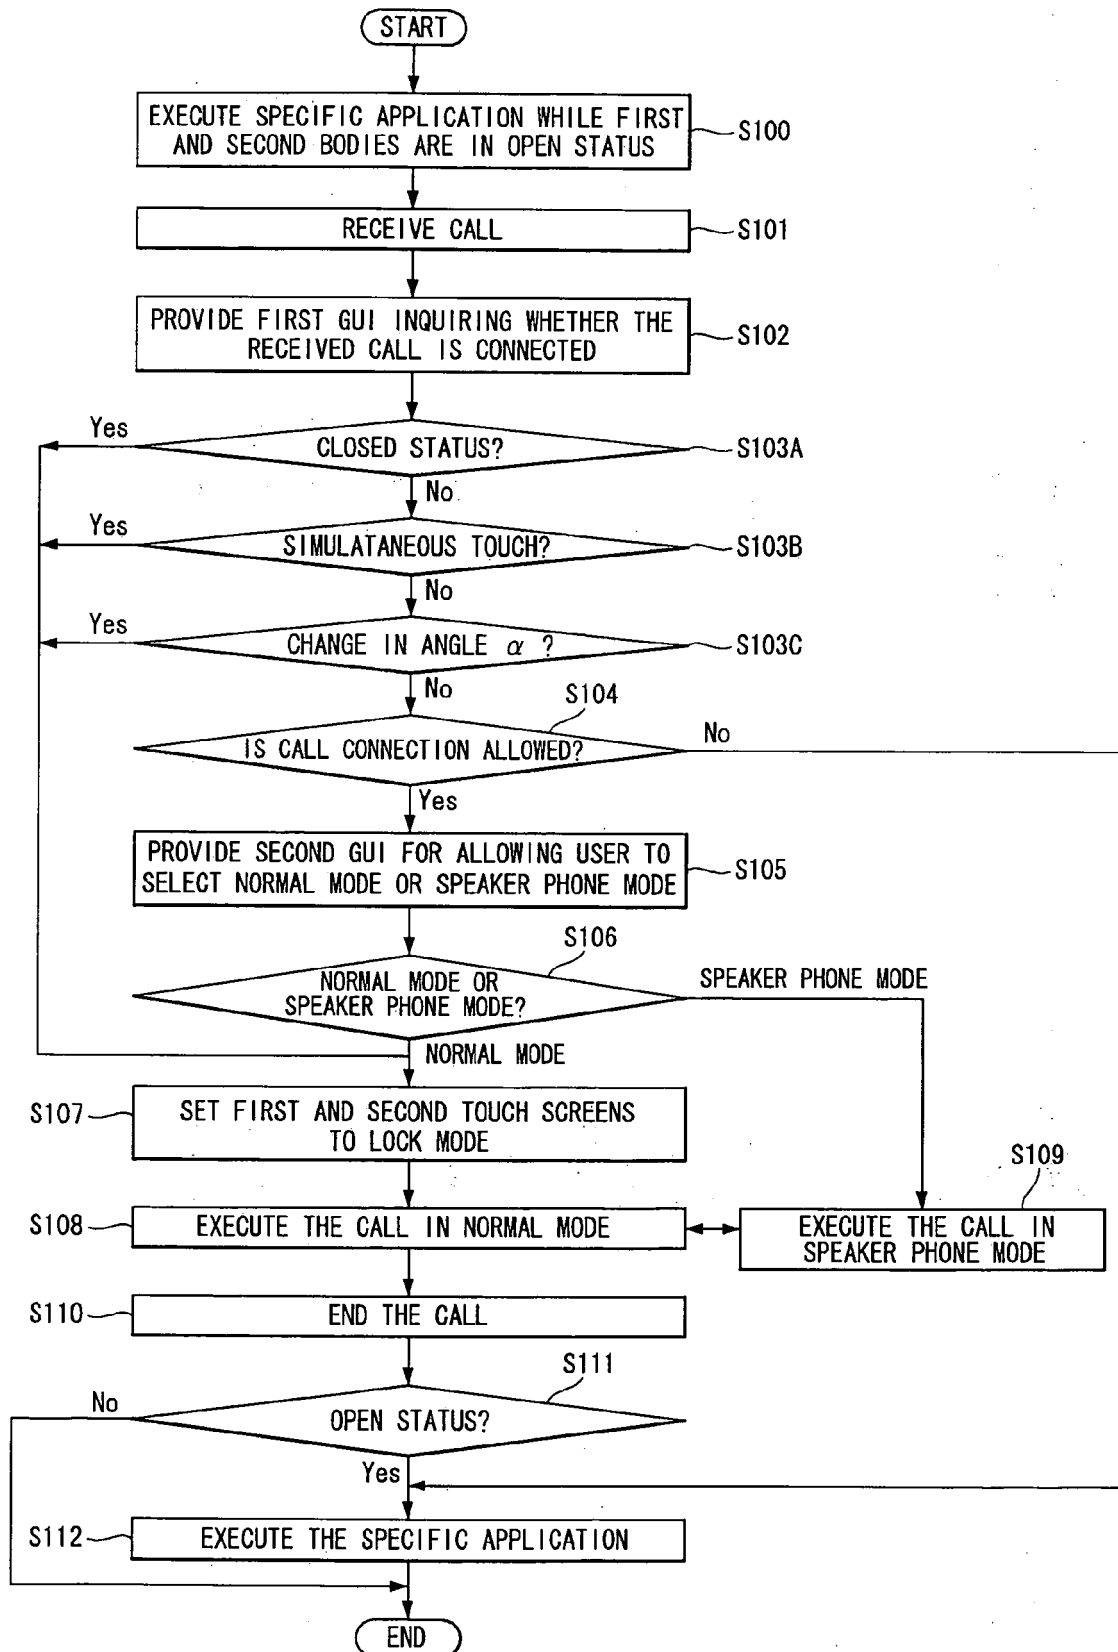 START
EXECUTE SPECIFIC APPLICATION WHILE FIRST
AND SECOND BODIES ARE IN OPEN STATUS
S100
RECEIVE CALL
S101
PROVIDE FIRST GUI INQUIRING WHETHER THE
RECEIVED CALL IS CONNECTED
S102
Yes
CLOSED STATUS?
S103A
No
Yes
SIMULATANEOUS TOUCH?
S103B
No
Yes
CHANGE IN ANGLE α ?
S103C
No
S104
IS CALL CONNECTION ALLOWED?
No
Yes
PROVIDE SECOND GUI FOR ALLOWING USER TO
SELECT NORMAL MODE OR SPEAKER PHONE MODE
S105
S106
NORMAL MODE OR
SPEAKER PHONE MODE?
SPEAKER PHONE MODE
NORMAL MODE
S107
SET FIRST AND SECOND TOUCH SCREENS
TO LOCK MODE
S109
S108
EXECUTE THE CALL IN NORMAL MODE
EXECUTE THE CALL IN
SPEAKER PHONE MODE
S110
END THE CALL
S111
No
OPEN STATUS?
Yes
S112
EXECUTE THE SPECIFIC APPLICATION
END